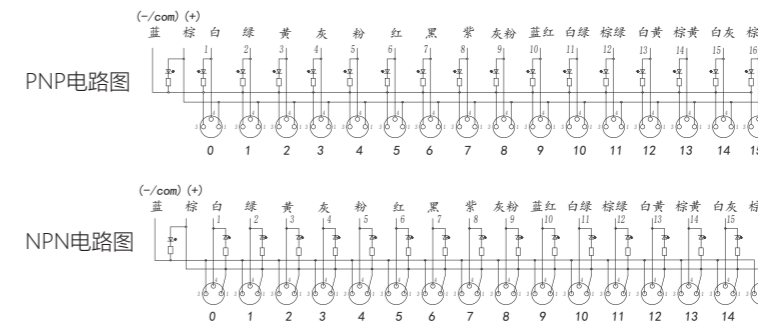 (-/com) (+)
蓝 棕 白 绿 黄 灰 粉 红 黑 紫 灰粉 蓝红 白绿 棕绿 白黄 棕黄 白灰 棕
1 2 3 4 5 6 7 8 9 10 11 12 13 14 15 16
PNP电路图
0 1 2 3 4 5 6 7 8 9 10 11 12 13 14 15
(-/com) (+)
蓝 棕 白 绿 黄 灰 粉 红 黑 紫 灰粉 蓝红 白绿 棕绿 白黄 棕黄 白灰 棕
1 2 3 4 5 6 7 8 9 10 11 12 13 14 15
NPN电路图
0 1 2 3 4 5 6 7 8 9 10 11 12 13 14